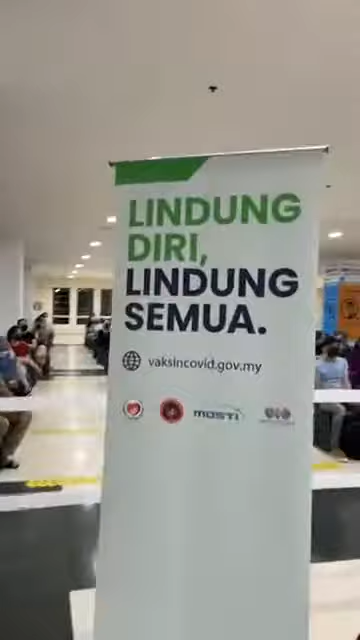 LINDUNG
DIRI,
LINDUNG
SEMUA.
vaksincovid.gov.my
MOSTI